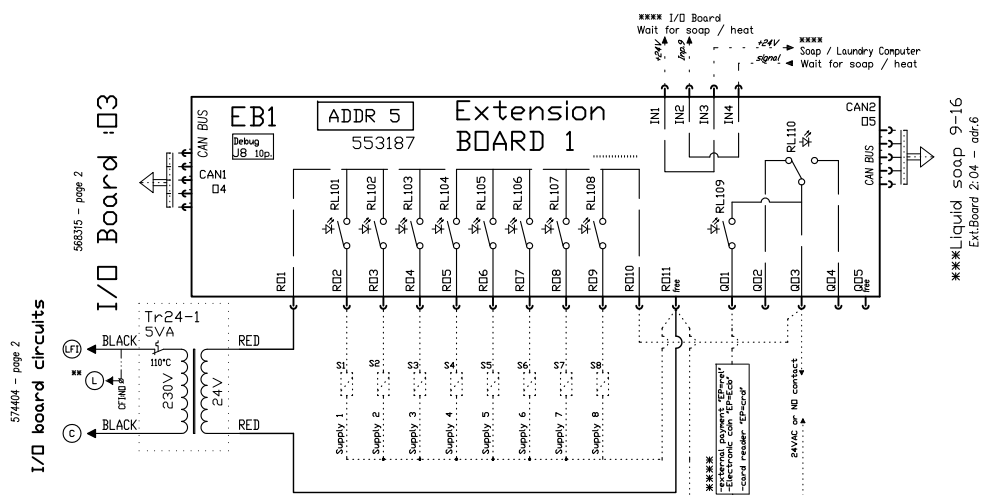 **** I/O Board
Wait for soap / heat
+24V
Inp.9
+24V
signal
****
Soap / Laundry Computer
Wait for soap / heat
I/O Board :03
568315 - page 2
CAN BUS
CAN1
04
EB1
Debug
J8 10p.
ADDR 5
553187
Extension
BOARD 1
IN1
IN2
IN3
IN4
CAN2
05
CAN BUS
***Liquid soap 9-16
Ext.Board 2:04 - adr.6
RL101
RL102
RL103
RL104
RL105
RL106
RL107
RL108
RL109
RL110
RO1
RO2
RO3
RO4
RO5
RO6
RO7
RO8
RO9
RO10
RO11
free
QO1
QO2
QO3
QO4
QO5
free
I/O board circuits
574404 - page 2
Tr24-1
5VA
LFI
BLACK
110°C
** L
CFIND
230V
24V
RED
C
BLACK
RED
S1
S2
S3
S4
S5
S6
S7
S8
Supply 1
Supply 2
Supply 3
Supply 4
Supply 5
Supply 6
Supply 7
Supply 8
****
-external payment "EP=rel"
-Electronic coin "EP=Ecb"
-card reader "EP=crd"
24VAC or NO contact